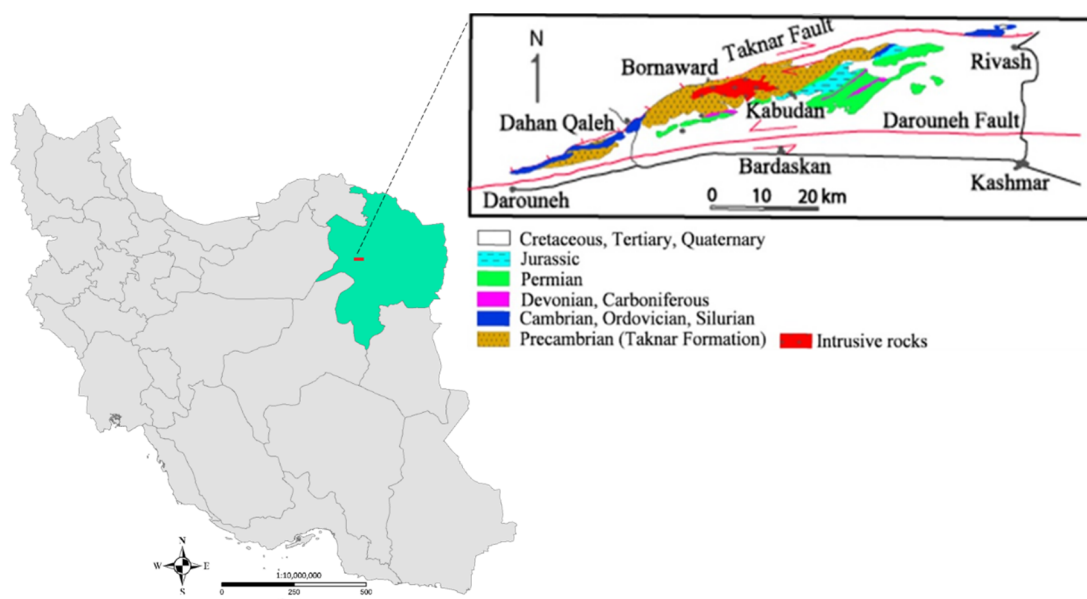 N
Taknar Fault
Rivash
Bornaward
Dahan Qaleh
Kabudan
Darouneh Fault
Bardaskan
Kashmar
Darouneh
0 10 20 km
Cretaceous, Tertiary, Quaternary
Jurassic
Permian
Devonian, Carboniferous
Cambrian, Ordovician, Silurian
Precambrian (Taknar Formation)
Intrusive rocks
N
W E
S
1:10,000,000
0 250 500